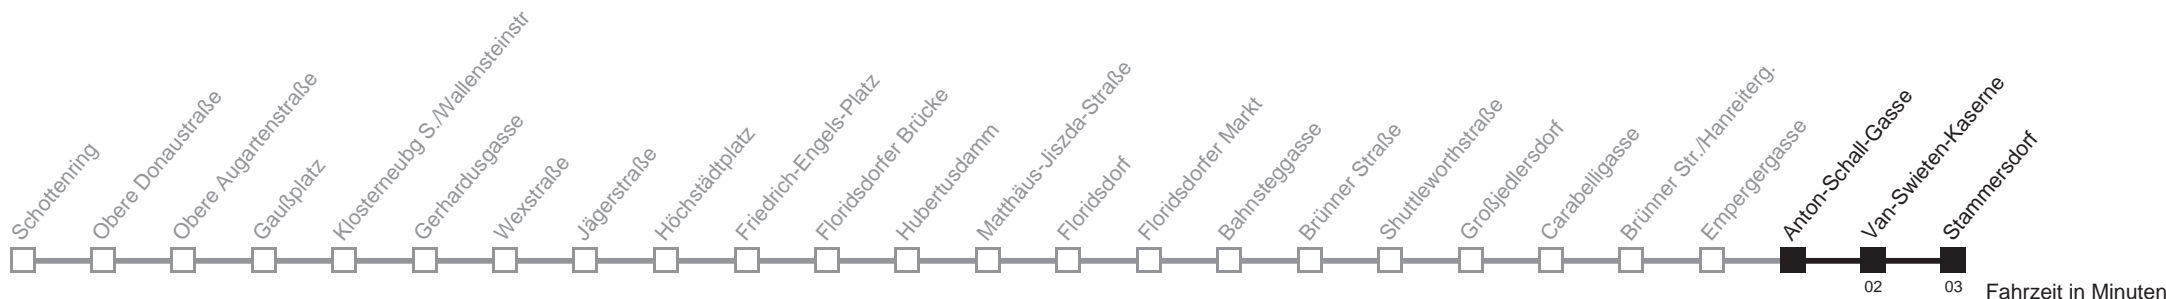 Schottenring
Obere Donaustraße
Obere Augartenstraße
Gaußplatz
Klosterneubg S./Wallensteinstr
Gerhardusgasse
Wexstraße
Jägerstraße
Höchstädtplatz
Friedrich-Engels-Platz
Floridsdorfer Brücke
Hubertusdamm
Matthäus-Jiszda-Straße
Floridsdorf
Floridsdorfer Markt
Bahnsteggasse
Brünner Straße
Shuttleworthstraße
Großjedlersdorf
Carabelligasse
Brünner Str./Hanreiterg.
Empergergasse
Anton-Schall-Gasse
Van-Swieten-Kaserne
Stammersdorf
02
03
Fahrzeit in Minuten